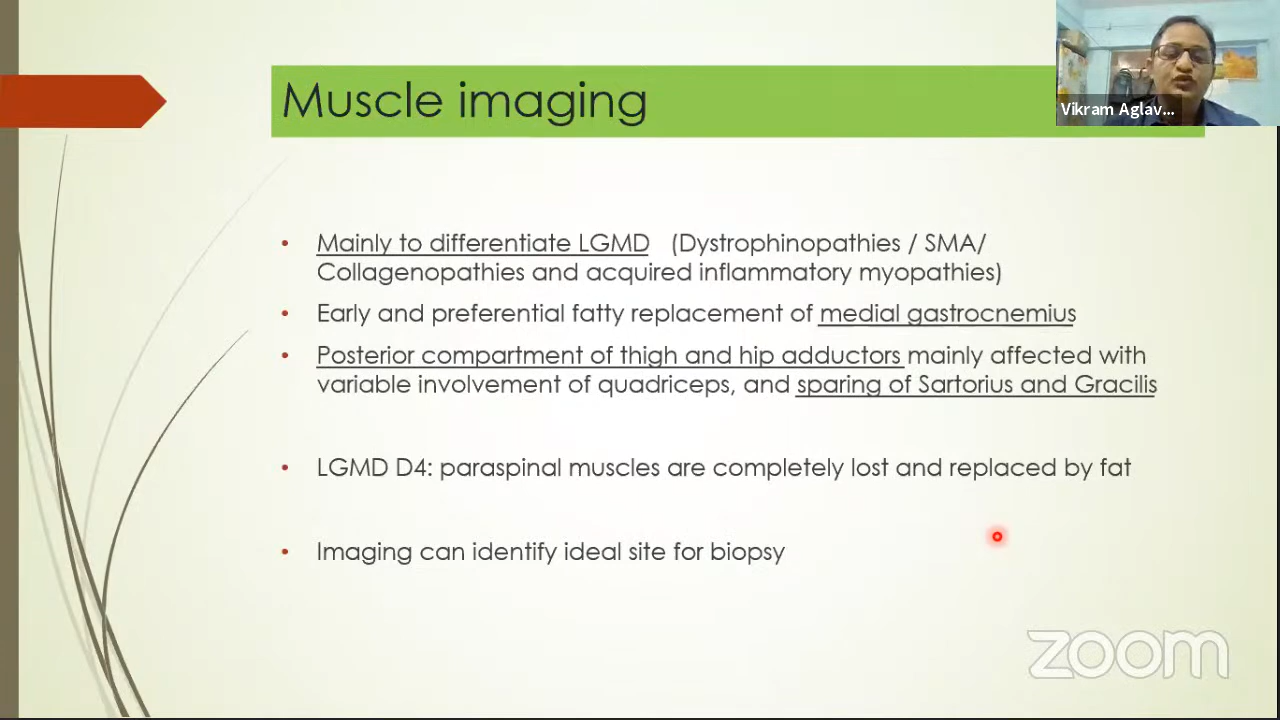 Muscle imaging
Vikram Aglav...
• Mainly to differentiate LGMD (Dystrophinopathies / SMA/
Collagenopathies and acquired inflammatory myopathies)
• Early and preferential fatty replacement of medial gastrocnemius
• Posterior compartment of thigh and hip adductors mainly affected with
variable involvement of quadriceps, and sparing of Sartorius and Gracilis
• LGMD D4: paraspinal muscles are completely lost and replaced by fat
• Imaging can identify ideal site for biopsy
zoom